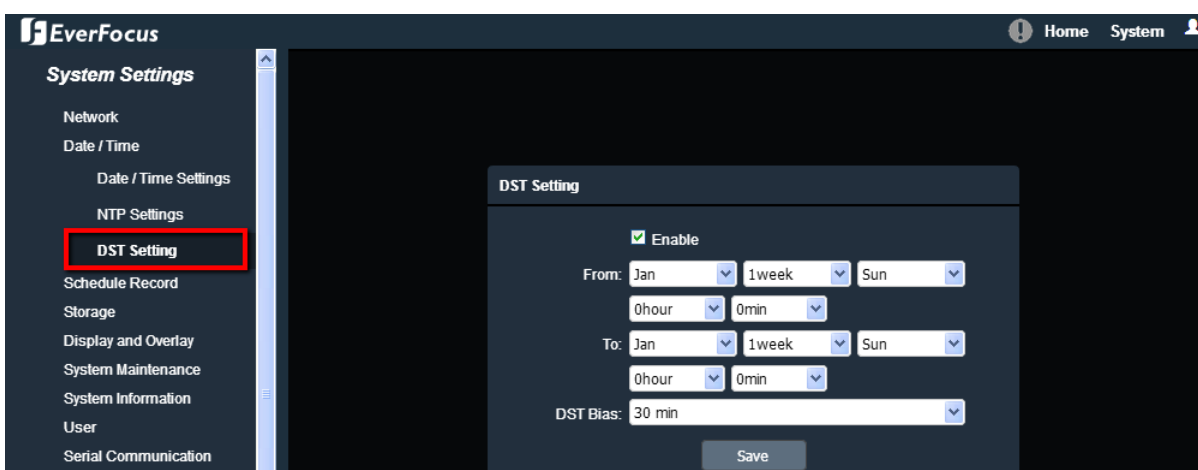 EverFocus
Home System
System Settings
Network
Date / Time
Date / Time Settings
NTP Settings
DST Setting
Schedule Record
Storage
Display and Overlay
System Maintenance
System Information
User
Serial Communication
DST Setting
Enable
From: Jan 1week Sun
0hour 0min
To: Jan 1week Sun
0hour 0min
DST Bias: 30 min
Save